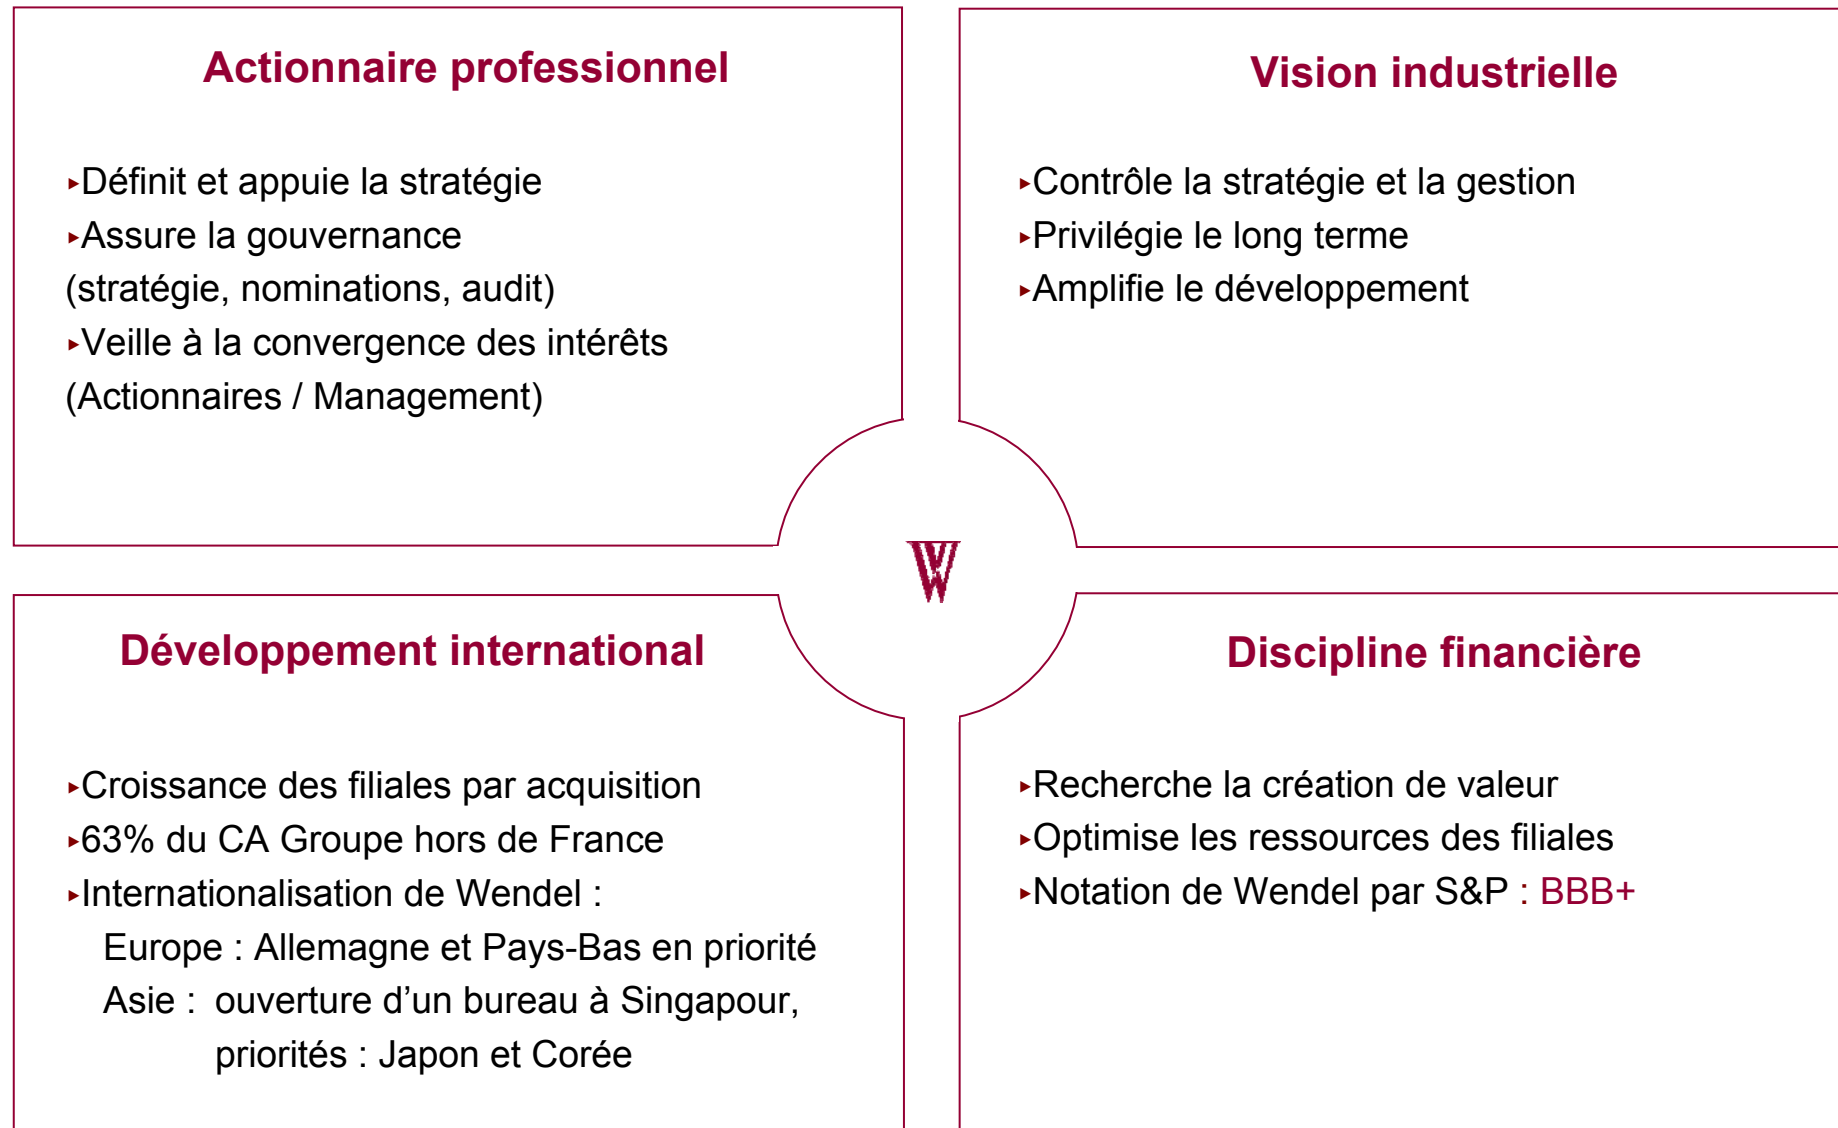 Actionnaire professionnel
▸Définit et appuie la stratégie
▸Assure la gouvernance
(stratégie, nominations, audit)
▸Veille à la convergence des intérêts
(Actionnaires / Management)
Vision industrielle
▸Contrôle la stratégie et la gestion
▸Privilégie le long terme
▸Amplifie le développement
W
Développement international
▸Croissance des filiales par acquisition
▸63% du CA Groupe hors de France
▸Internationalisation de Wendel :
Europe : Allemagne et Pays-Bas en priorité
Asie : ouverture d’un bureau à Singapour,
priorités : Japon et Corée
Discipline financière
▸Recherche la création de valeur
▸Optimise les ressources des filiales
▸Notation de Wendel par S&P : BBB+